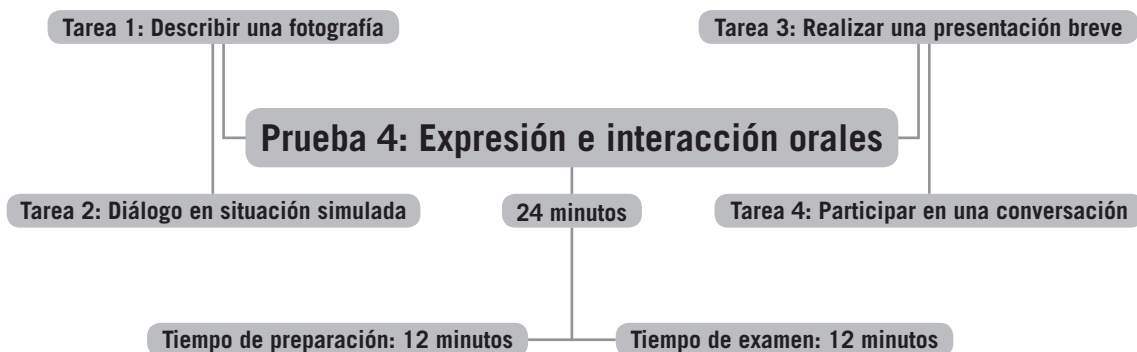 Tarea 1: Describir una fotografía
Tarea 3: Realizar una presentación breve
Prueba 4: Expresión e interacción orales
Tarea 2: Diálogo en situación simulada
24 minutos
Tarea 4: Participar en una conversación
Tiempo de preparación: 12 minutos
Tiempo de examen: 12 minutos